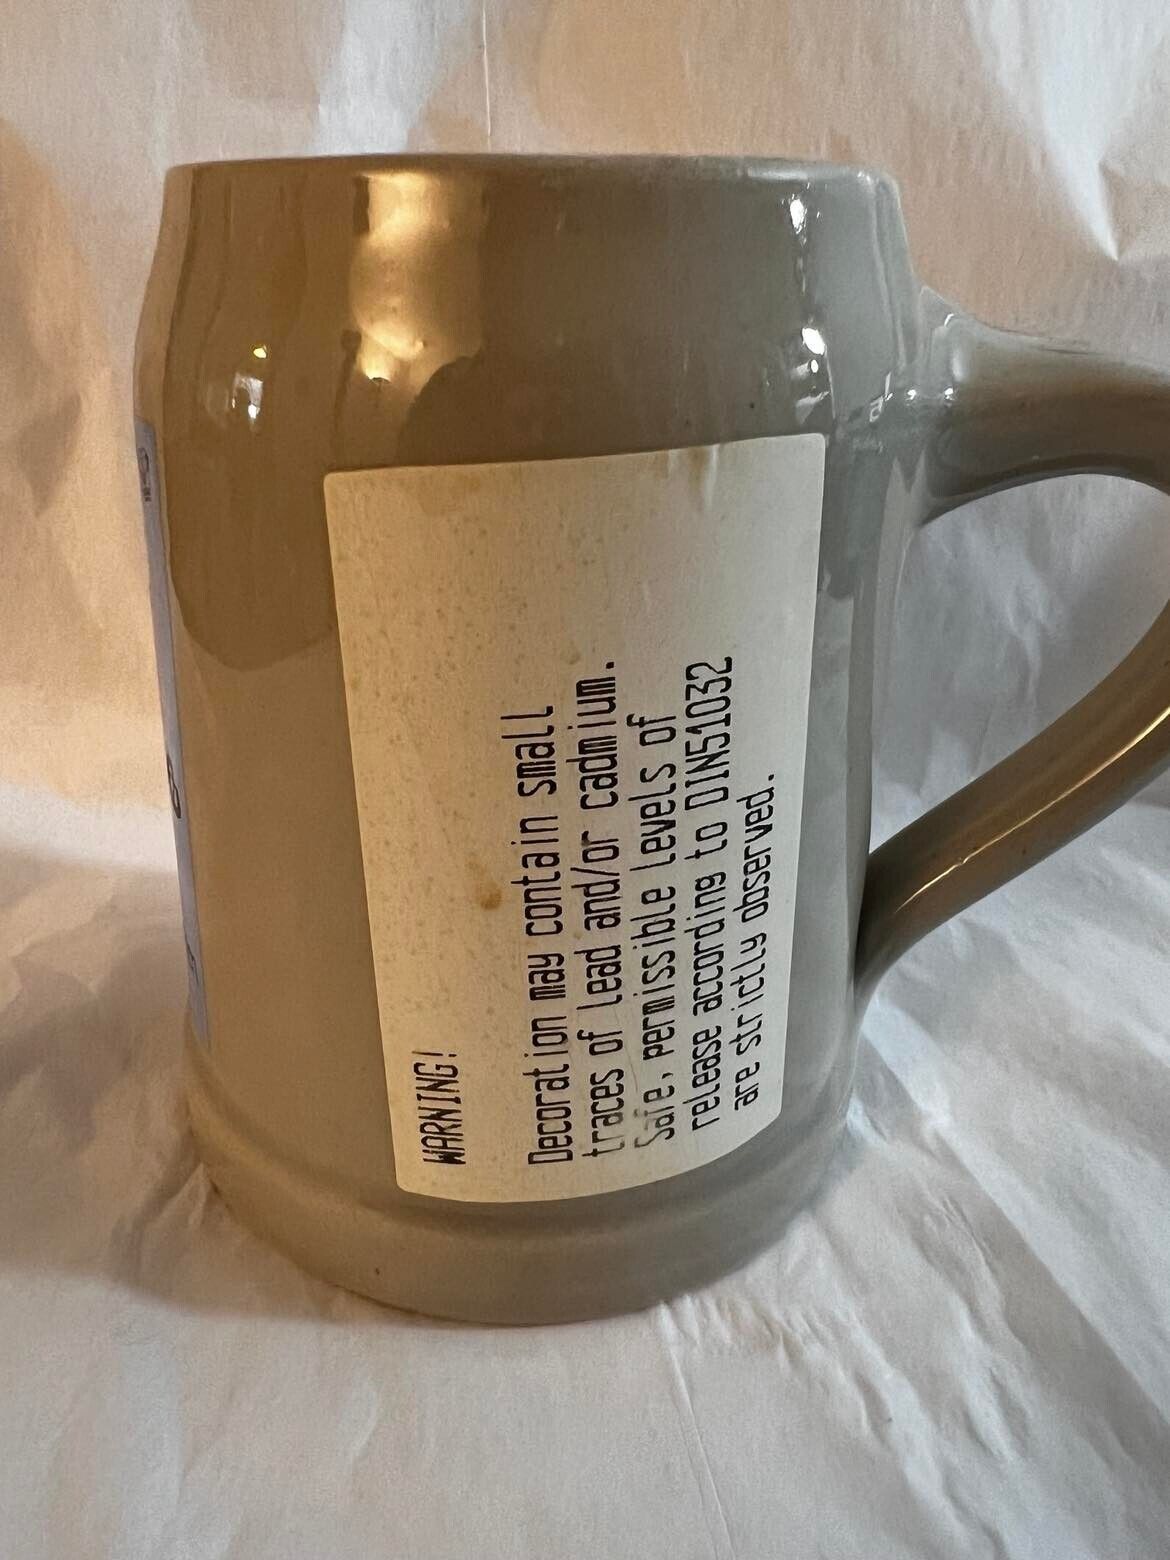 WARNING!
Decoration may contain small
traces of lead and/or cadmium.
Safe, permissible levels of
release according to DIN51032
are strictly observed.